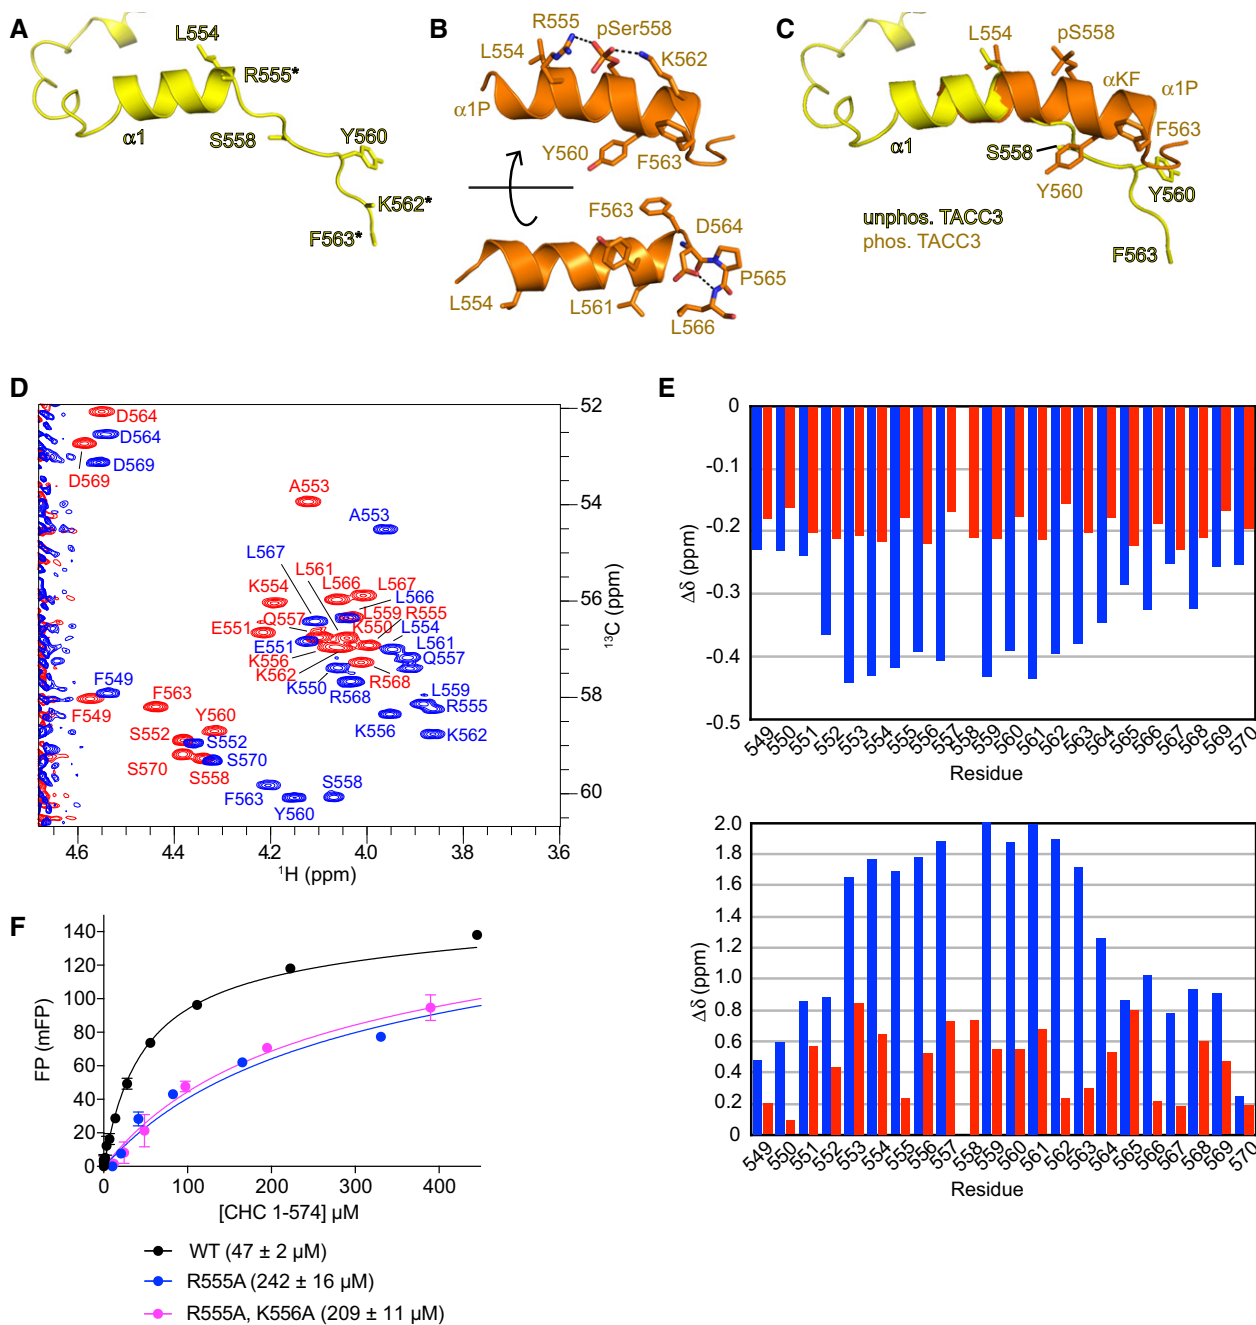 A
L554
R555*
α1
S558
Y560
K562*
F563*
B
R555
pSer558
L554
K562
α1P
Y560
F563
F563
D564
P565
L554
L561
L566
C
L554
pS558
αKF
α1P
F563
α1
S558
Y560
Y560
unphos. TACC3
phos. TACC3
F563
D
D564
D564
D569
D569
A553
A553
L567
L561
L566
L567
L566
K554
L559
R555
Q557
K550
L554
E551
E551
L561
K556
Q557
K562
K550
R568
R568
L559
R555
F549
F549
F563
Y560
S552
S552
K556
K562
S570
S570
S558
F563
Y560
S558
52
54
56
58
60
¹³C (ppm)
4.6
4.4
4.2
4.0
3.8
3.6
¹H (ppm)
E
0
-0.1
-0.2
-0.3
-0.4
-0.5
Δδ (ppm)
549 550 551 552 553 554 555 556 557 558 559 560 561 562 563 564 565 566 567 568 569 570
Residue
2.0
1.8
1.6
1.4
1.2
1.0
0.8
0.6
0.4
0.2
0
Δδ (ppm)
549 550 551 552 553 554 555 556 557 558 559 560 561 562 563 564 565 566 567 568 569 570
Residue
F
140
120
100
80
60
40
20
0
FP (mFP)
0
100
200
300
400
[CHC 1-574] μM
WT (47 ± 2 μM)
R555A (242 ± 16 μM)
R555A, K556A (209 ± 11 μM)